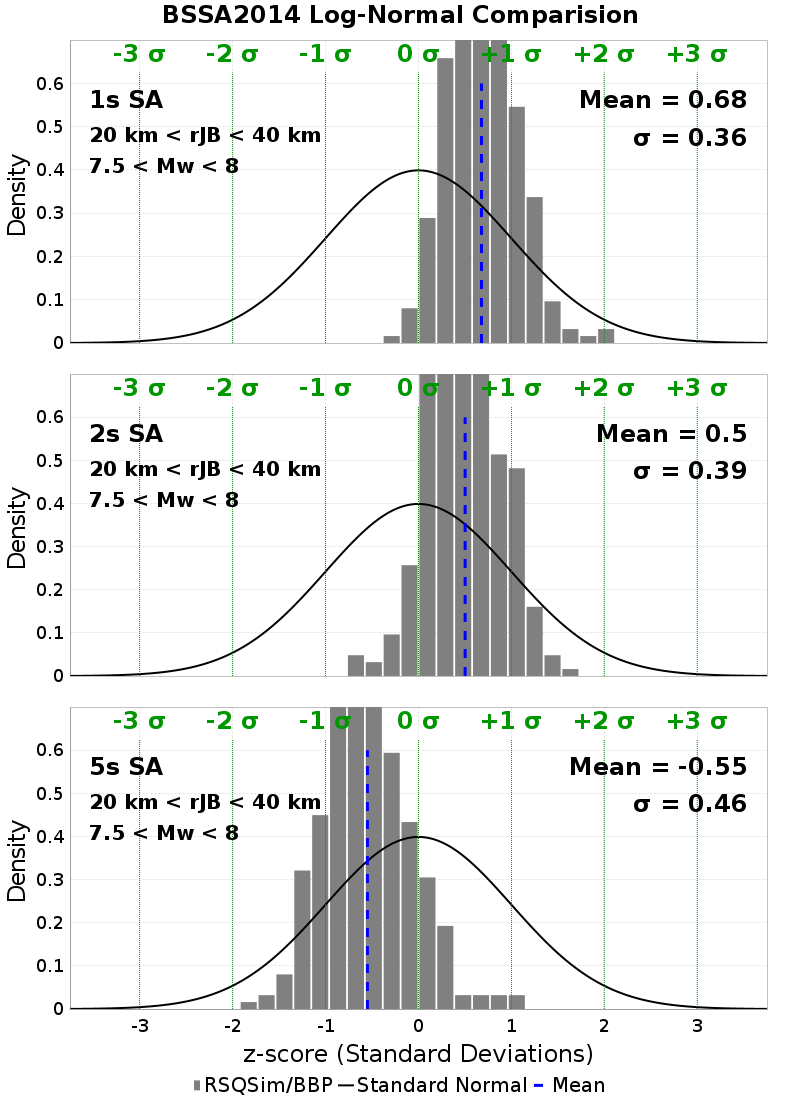 BSSA2014 Log-Normal Comparision
-3 σ -2 σ -1 σ 0 σ +1 σ +2 σ +3 σ
1s SA
Mean = 0.68
20 km < rJB < 40 km
σ = 0.36
7.5 < Mw < 8
Density
0.6
0.5
0.4
0.3
0.2
0.1
0
-3 σ -2 σ -1 σ 0 σ +1 σ +2 σ +3 σ
2s SA
Mean = 0.5
20 km < rJB < 40 km
σ = 0.39
7.5 < Mw < 8
Density
0.6
0.5
0.4
0.3
0.2
0.1
0
-3 σ -2 σ -1 σ 0 σ +1 σ +2 σ +3 σ
5s SA
Mean = -0.55
20 km < rJB < 40 km
σ = 0.46
7.5 < Mw < 8
Density
0.6
0.5
0.4
0.3
0.2
0.1
0
-3 -2 -1 0 1 2 3
z-score (Standard Deviations)
RSQSim/BBP Standard Normal Mean